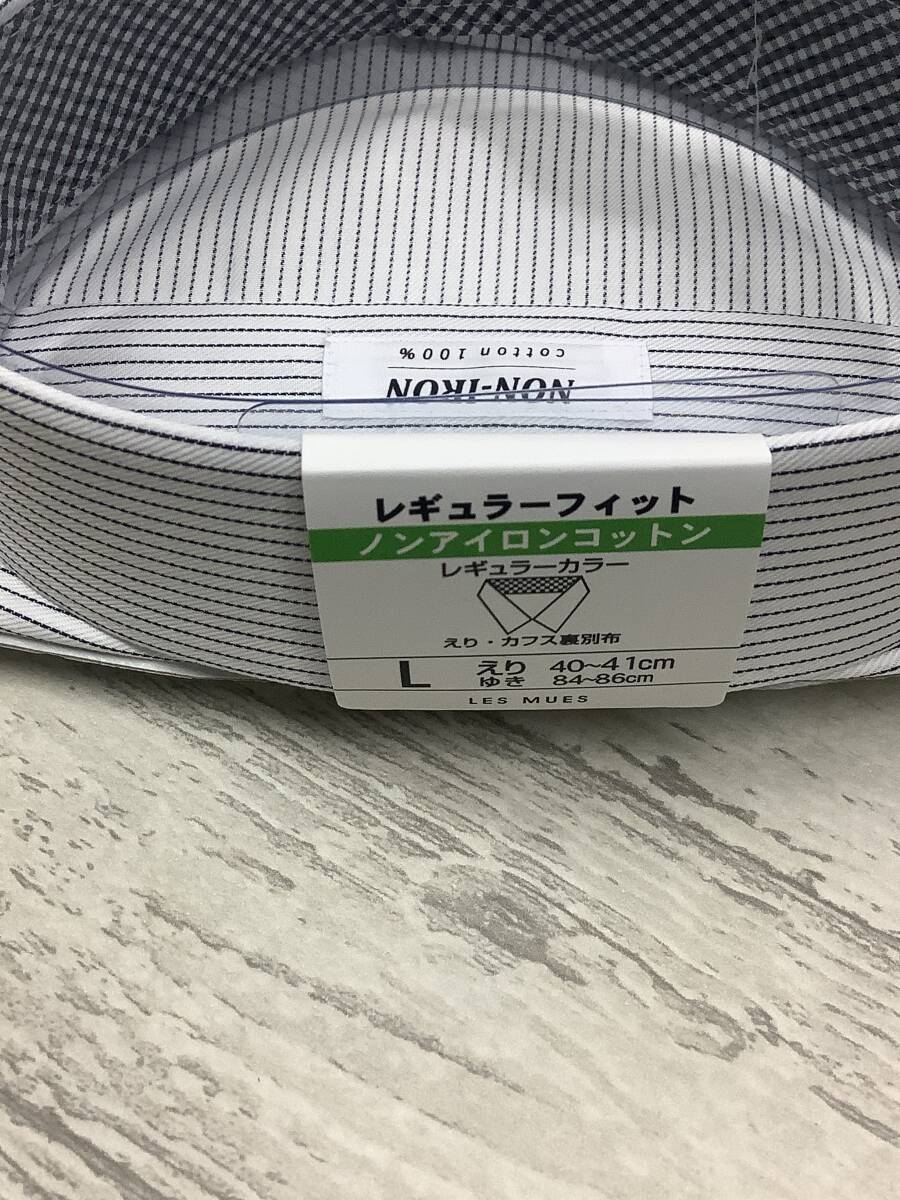 NON-IRON
cotton 100%
レギュラーフィット
ノンアイロンコットン
レギュラーカラー
えり・カフス裏別布
L えり 40~41cm
ゆき 84~86cm
LES MUES